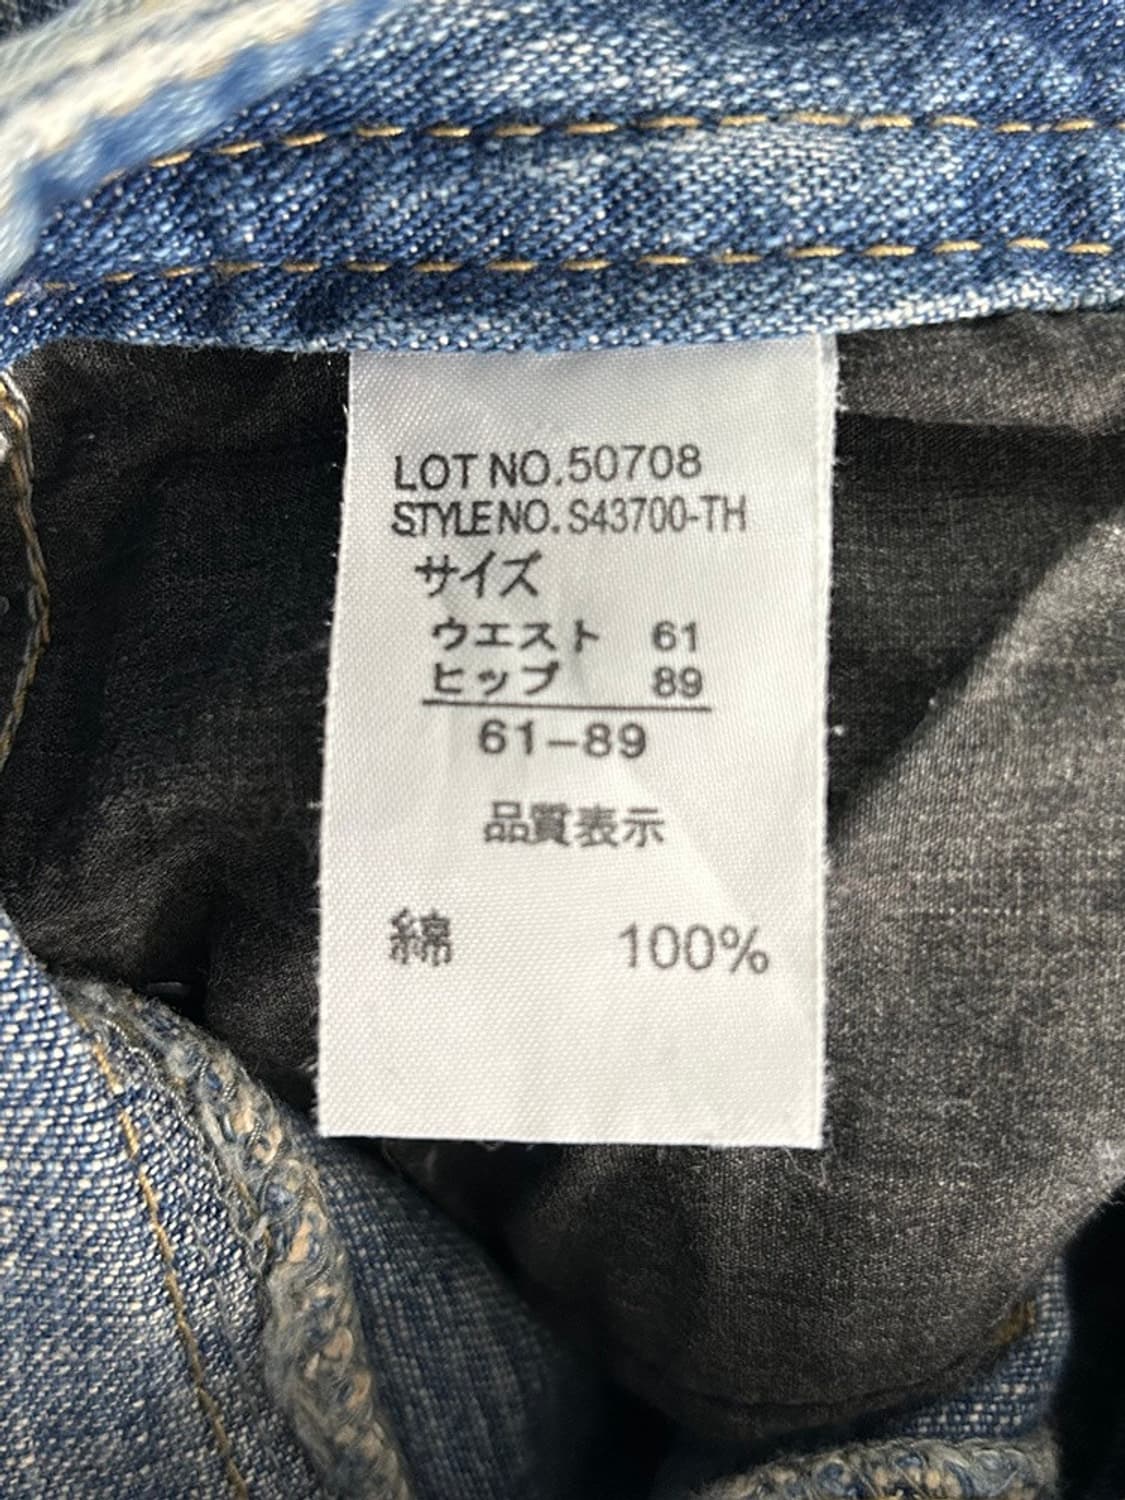 LOT NO.50708
STYLE NO.S43700-TH
サイズ
ウエスト 61
ヒップ 89
61−89
品質表示
綿 100%